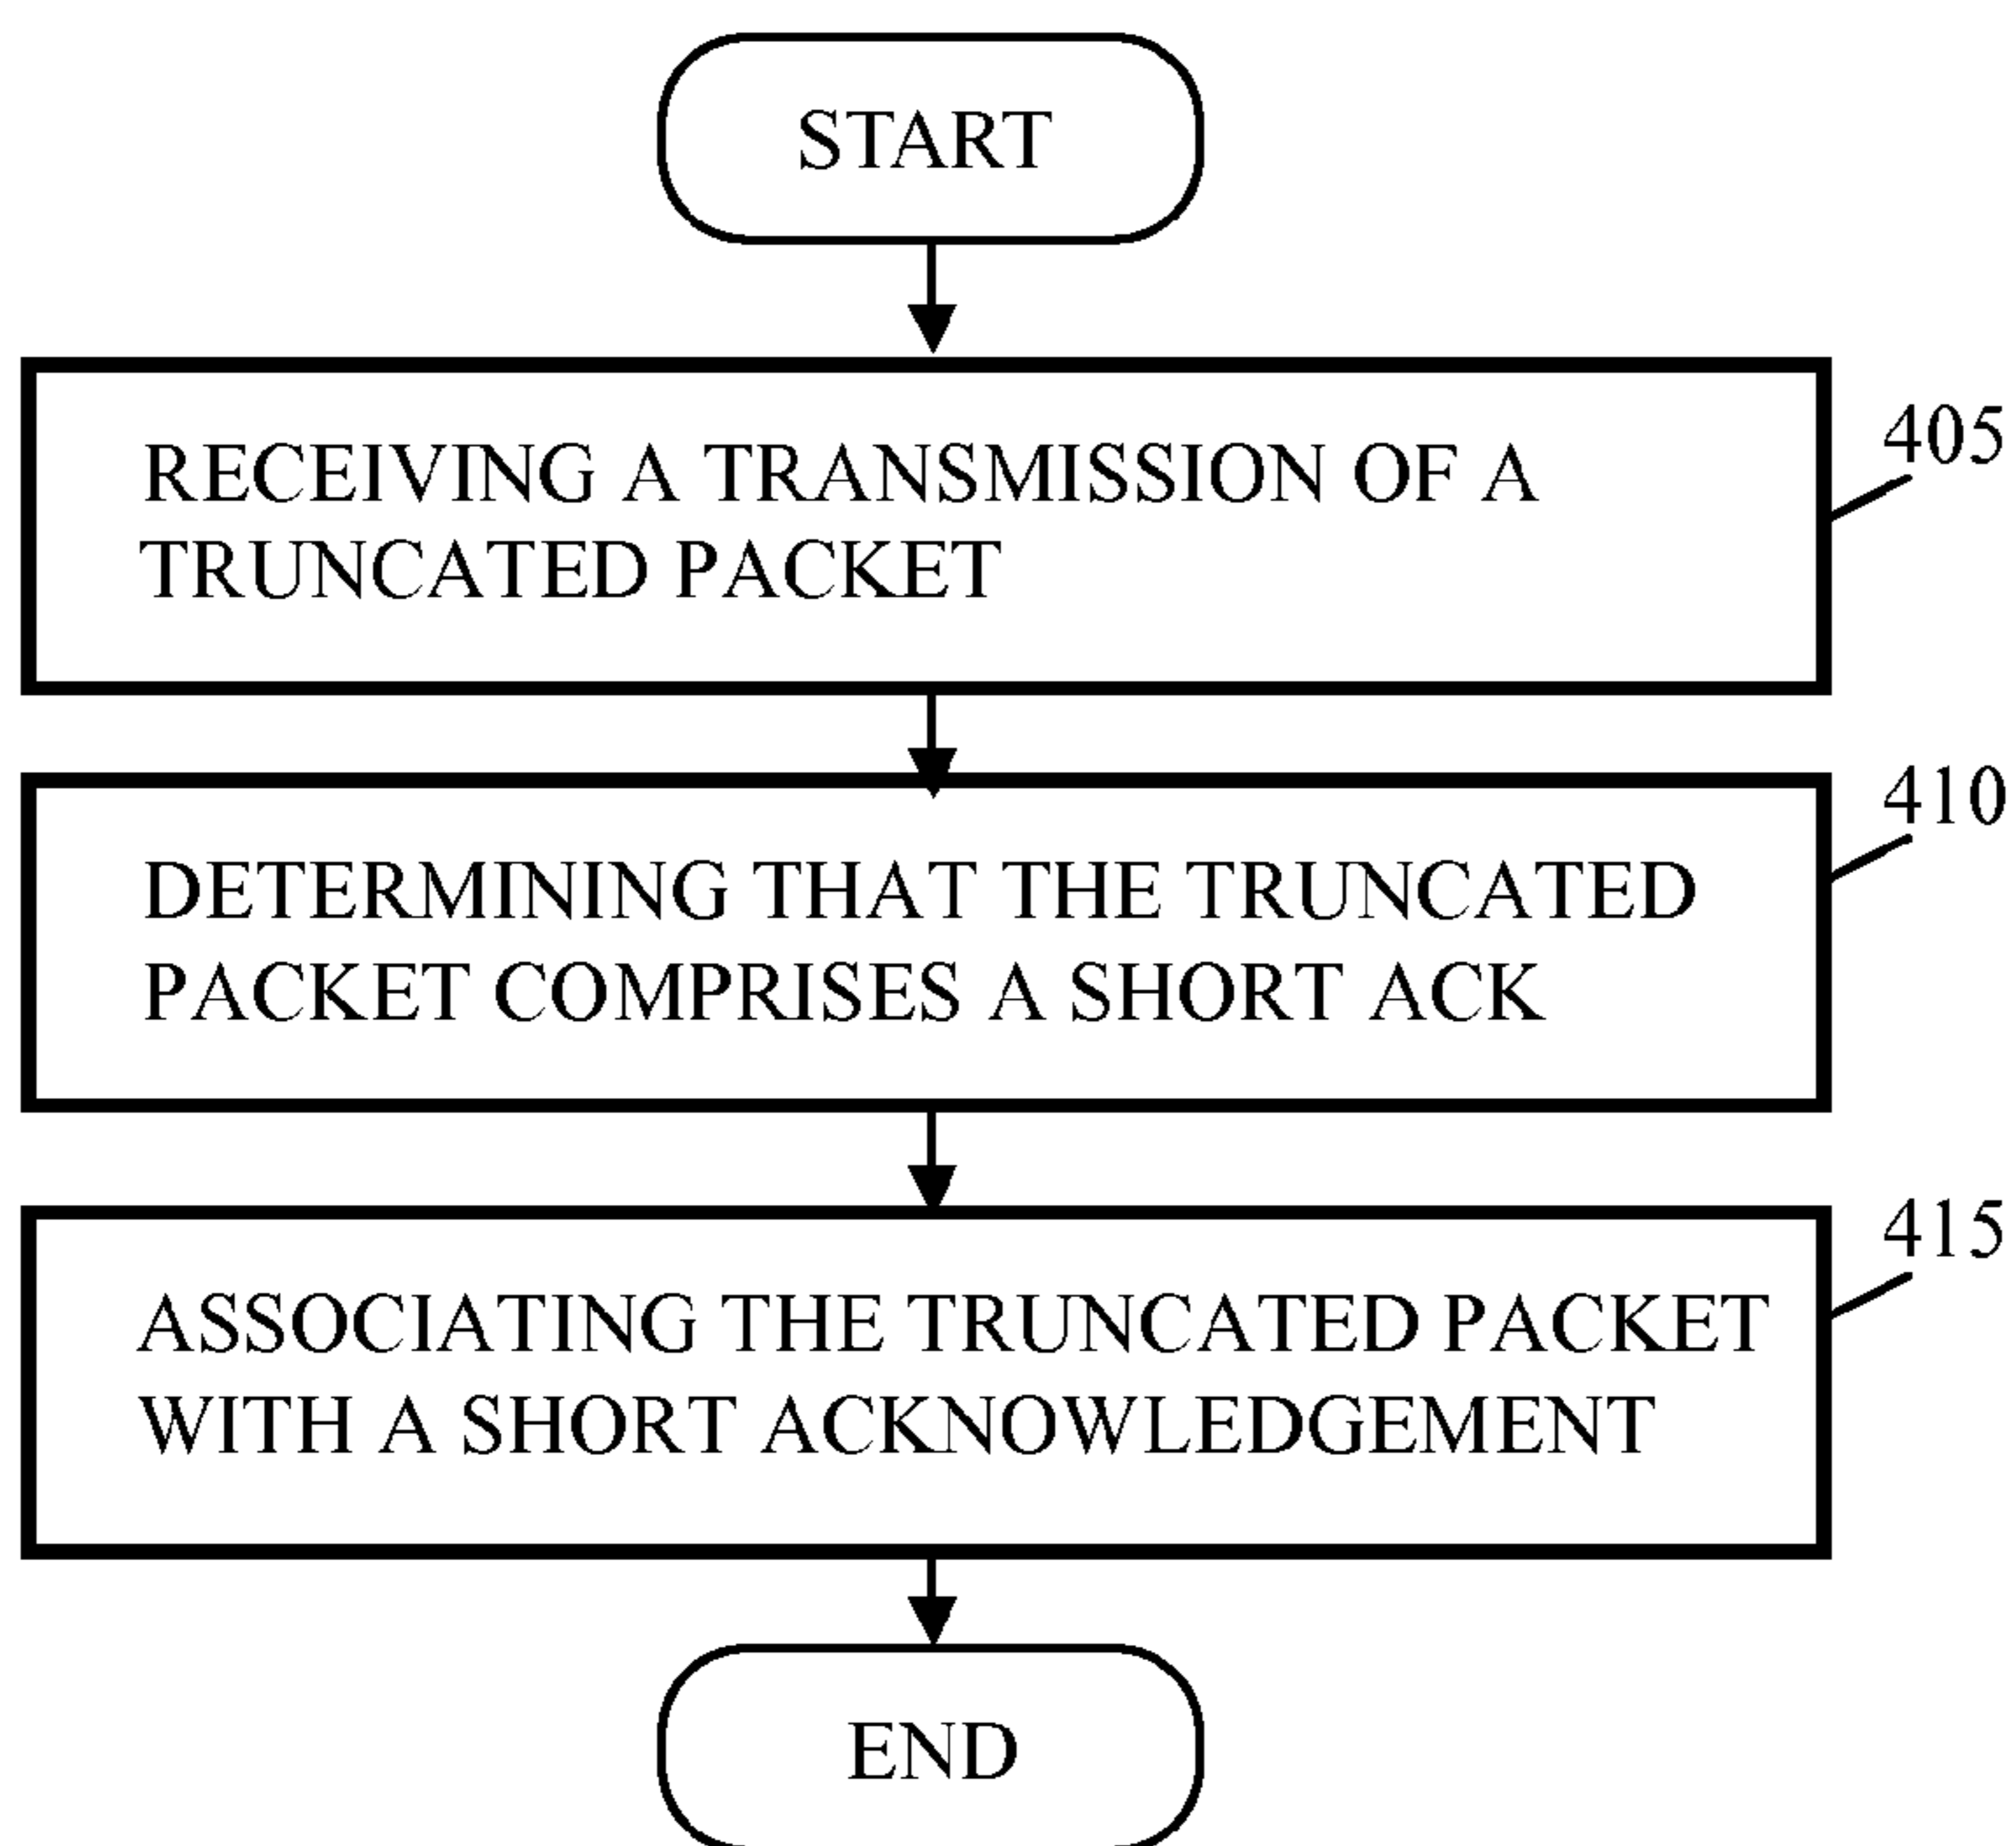 START
RECEIVING A TRANSMISSION OF A
TRUNCATED PACKET
405
DETERMINING THAT THE TRUNCATED
PACKET COMPRISES A SHORT ACK
410
ASSOCIATING THE TRUNCATED PACKET
WITH A SHORT ACKNOWLEDGEMENT
415
END